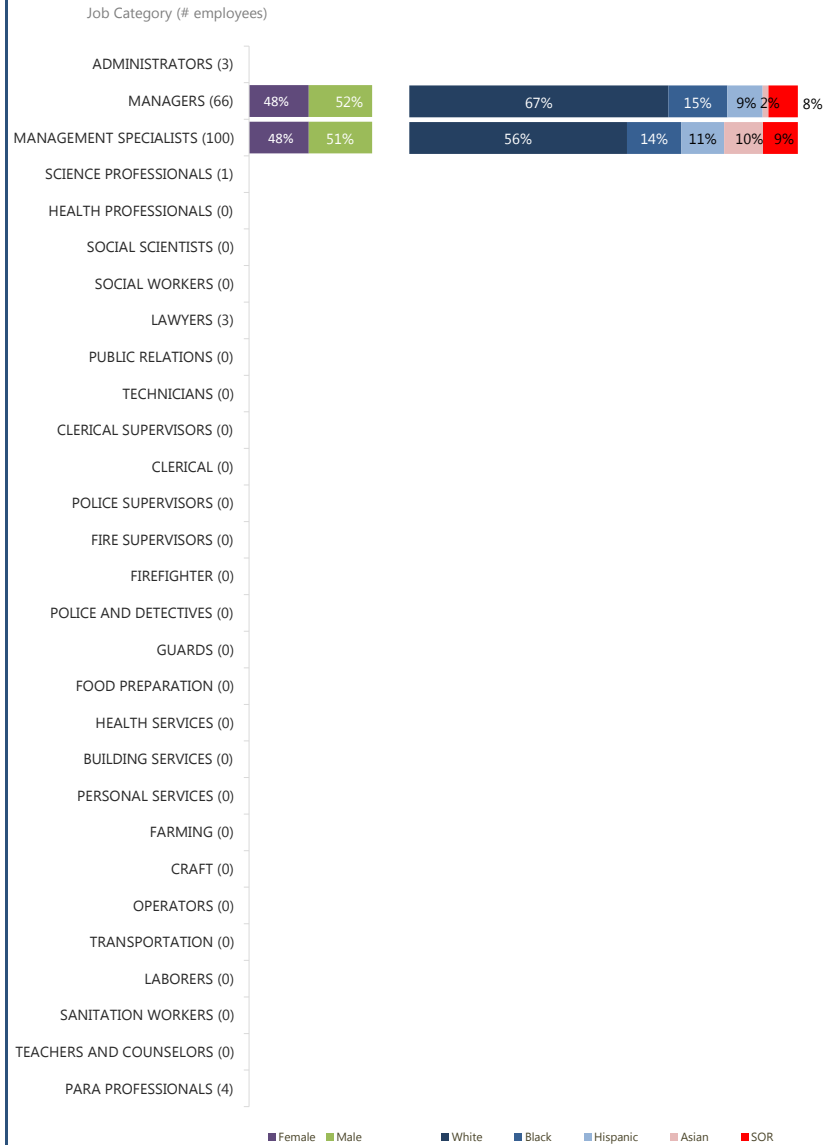 Job Category (# employees)
ADMINISTRATORS (3)
MANAGERS (66) 48% 52% 67% 15% 9% 2% 8%
MANAGEMENT SPECIALISTS (100) 48% 51% 56% 14% 11% 10% 9%
SCIENCE PROFESSIONALS (1)
HEALTH PROFESSIONALS (0)
SOCIAL SCIENTISTS (0)
SOCIAL WORKERS (0)
LAWYERS (3)
PUBLIC RELATIONS (0)
TECHNICIANS (0)
CLERICAL SUPERVISORS (0)
CLERICAL (0)
POLICE SUPERVISORS (0)
FIRE SUPERVISORS (0)
FIREFIGHTER (0)
POLICE AND DETECTIVES (0)
GUARDS (0)
FOOD PREPARATION (0)
HEALTH SERVICES (0)
BUILDING SERVICES (0)
PERSONAL SERVICES (0)
FARMING (0)
CRAFT (0)
OPERATORS (0)
TRANSPORTATION (0)
LABORERS (0)
SANITATION WORKERS (0)
TEACHERS AND COUNSELORS (0)
PARA PROFESSIONALS (4)
Female Male White Black Hispanic Asian SOR